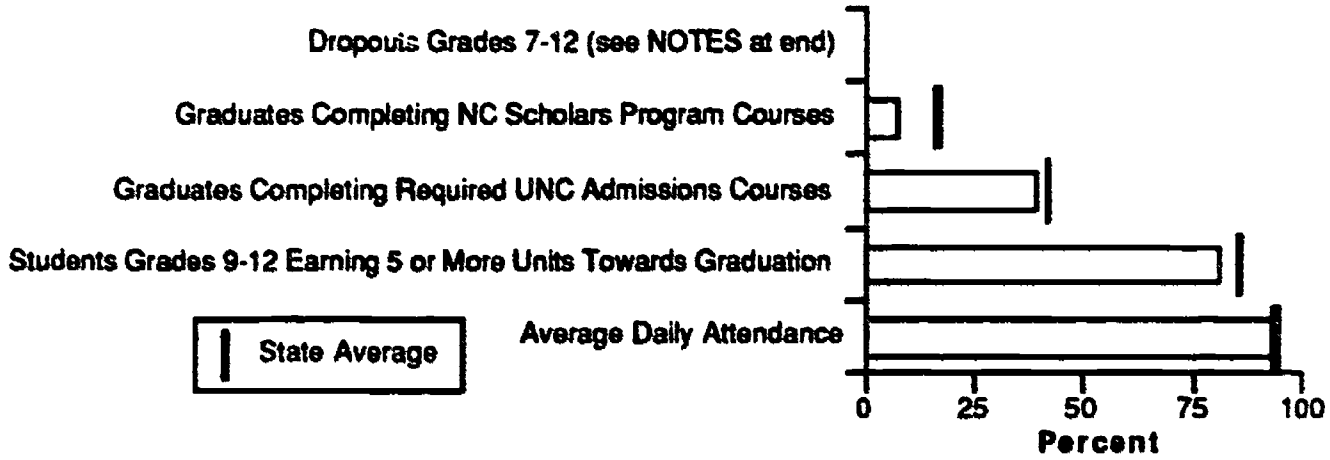 Dropouts Grades 7-12 (see NOTES at end)
Graduates Completing NC Scholars Program Courses
Graduates Completing Required UNC Admissions Courses
Students Grades 9-12 Earning 5 or More Units Towards Graduation
Average Daily Attendance
State Average
0 25 50 75 100
Percent